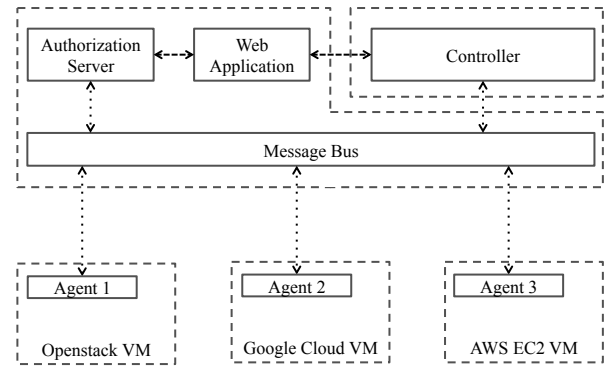 Authorization
Server
Web
Application
Controller
Message Bus
Agent 1
Agent 2
Agent 3
Openstack VM
Google Cloud VM
AWS EC2 VM